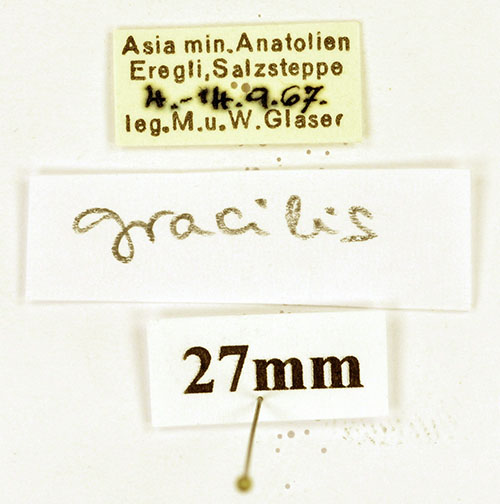 Asia min. Anatolien
Eregli, Salzsteppe
4.-14.9.67.
leg. M. u. W. Glaser
gracilis
27mm